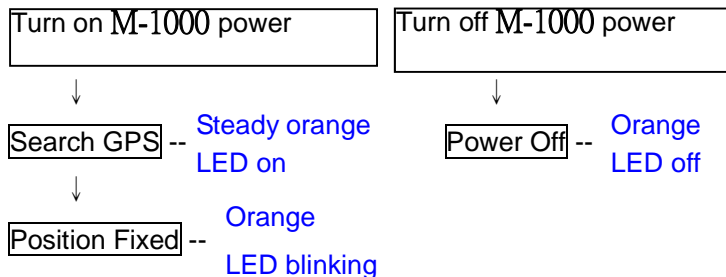 Turn on M-1000 power
↓
Search GPS -- Steady orange
LED on
↓
Position Fixed -- Orange
LED blinking
Turn off M-1000 power
↓
Power Off -- Orange
LED off